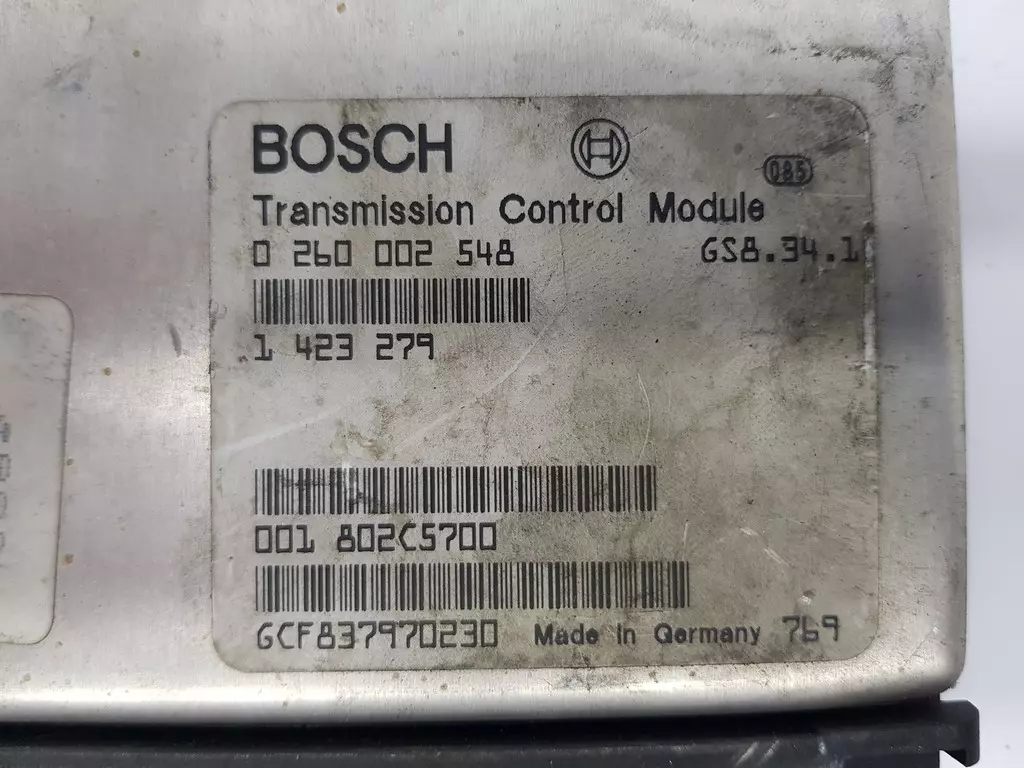 BOSCH
085
Transmission Control Module
0 260 002 548 GS8.34.1
1 423 279
001 802C5700
GCF837970230 Made in Germany 769